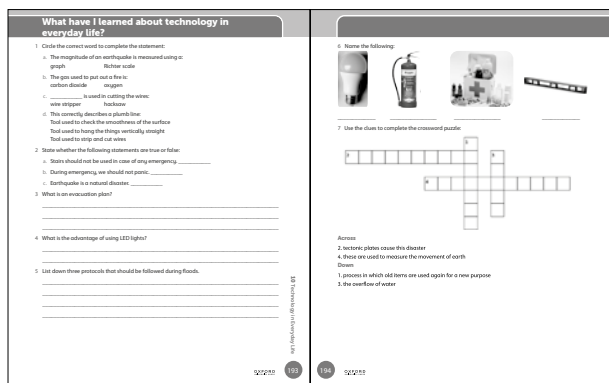 What have I learned about technology in
everyday life?
1 Circle the correct word to complete the statement:
a. The magnitude of an earthquake is measured using a:
graph Richter scale
b. The gas used to put out a fire is:
carbon dioxide oxygen
c. __________ is used in cutting the wires:
wire stripper hacksaw
d. This correctly describes a plumb line:
Tool used to check the smoothness of the surface
Tool used to hang the things vertically straight
Tool used to strip and cut wires
2 State whether the following statements are true or false:
a. Stairs should not be used in case of any emergency. __________
b. During emergency, we should not panic. __________
c. Earthquake is a natural disaster. __________
3 What is an evacuation plan?
4 What is the advantage of using LED lights?
5 List down three protocols that should be followed during floods.
10 Technology in Everyday Life
OXFORD
193
6 Name the following:
7 Use the clues to complete the crossword puzzle:
1
2
3
4
Across
2. tectonic plates cause this disaster
4. these are used to measure the movement of earth
Down
1. process in which old items are used again for a new purpose
3. the overflow of water
194
OXFORD